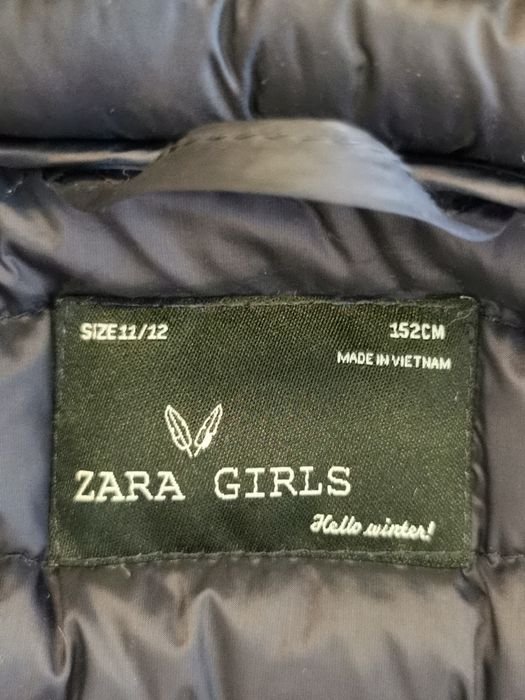 SIZE 11/12 152CM
MADE IN VIETNAM
ZARA GIRLS
Hello winter!